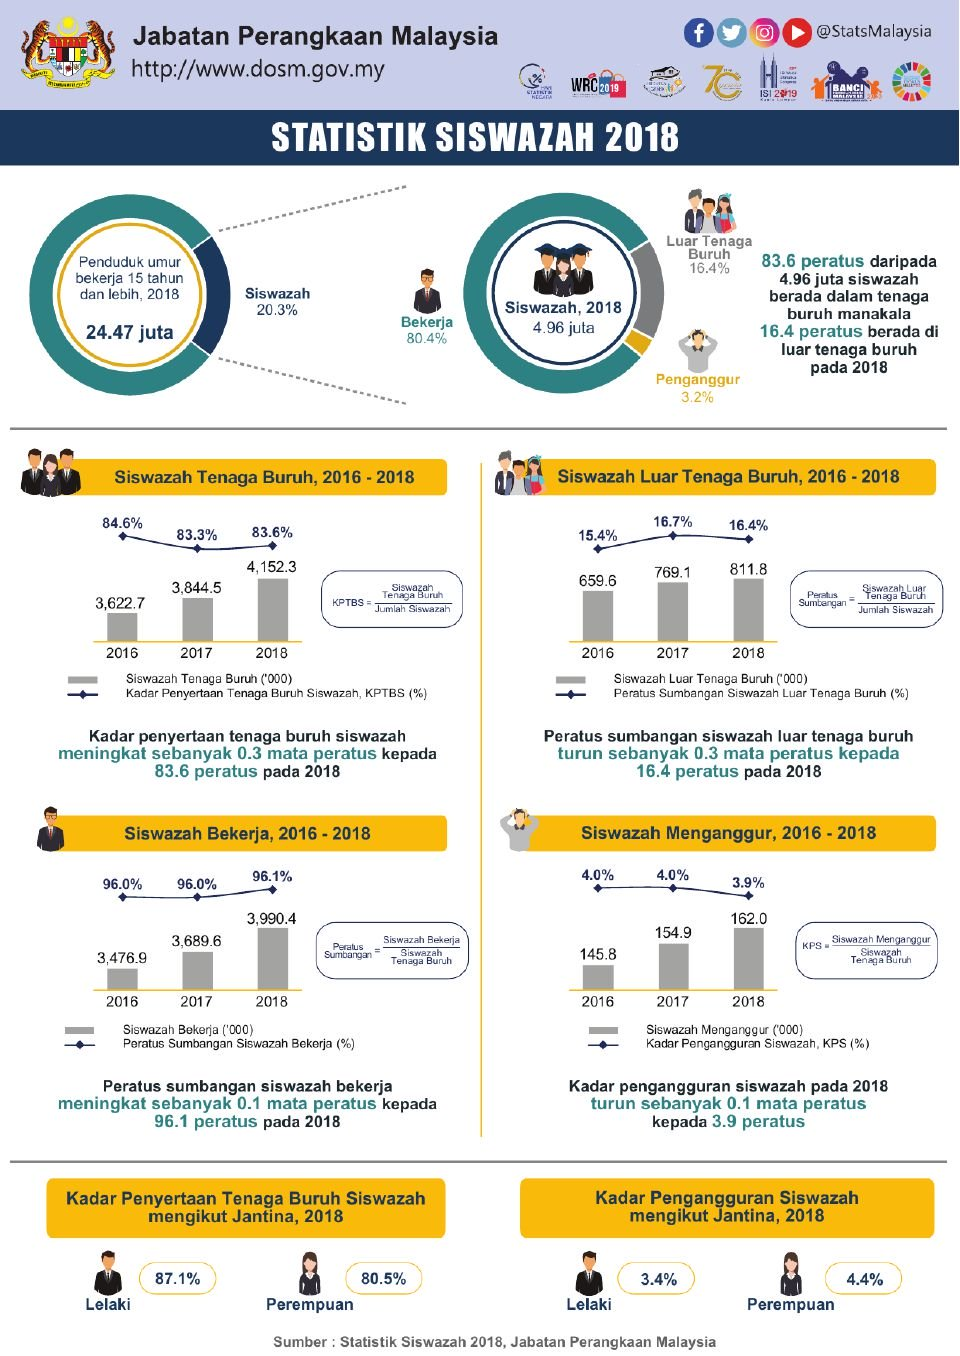 Jabatan Perangkaan Malaysia
http://www.dosm.gov.my
@StatsMalaysia
WRC 2019
70
ISI 2019
BANCI
STATISTIK SISWAZAH 2018
Penduduk umur
bekerja 15 tahun
dan lebih, 2018
24.47 juta
Siswazah
20.3%
Bekerja
80.4%
Siswazah, 2018
4.96 juta
Luar Tenaga
Buruh
16.4%
Penganggur
3.2%
83.6 peratus daripada
4.96 juta siswazah
berada dalam tenaga
buruh manakala
16.4 peratus berada di
luar tenaga buruh
pada 2018
Siswazah Tenaga Buruh, 2016 - 2018
84.6%
83.3%
83.6%
3,622.7
3,844.5
4,152.3
2016 2017 2018
KPTBS = Siswazah
Tenaga Buruh
Jumlah Siswazah
Siswazah Tenaga Buruh ('000)
Kadar Penyertaan Tenaga Buruh Siswazah, KPTBS (%)
Kadar penyertaan tenaga buruh siswazah
meningkat sebanyak 0.3 mata peratus kepada
83.6 peratus pada 2018
Siswazah Luar Tenaga Buruh, 2016 - 2018
15.4%
16.7%
16.4%
659.6
769.1
811.8
2016 2017 2018
Peratus
Sumbangan = Siswazah Luar
Tenaga Buruh
Jumlah Siswazah
Siswazah Luar Tenaga Buruh ('000)
Peratus Sumbangan Siswazah Luar Tenaga Buruh (%)
Peratus sumbangan siswazah luar tenaga buruh
turun sebanyak 0.3 mata peratus kepada
16.4 peratus pada 2018
Siswazah Bekerja, 2016 - 2018
96.0%
96.0%
96.1%
3,476.9
3,689.6
3,990.4
2016 2017 2018
Peratus
Sumbangan = Siswazah Bekerja
Siswazah
Tenaga Buruh
Siswazah Bekerja ('000)
Peratus Sumbangan Siswazah Bekerja (%)
Peratus sumbangan siswazah bekerja
meningkat sebanyak 0.1 mata peratus kepada
96.1 peratus pada 2018
Siswazah Menganggur, 2016 - 2018
4.0%
4.0%
3.9%
145.8
154.9
162.0
2016 2017 2018
KPS = Siswazah Menganggur
Siswazah
Tenaga Buruh
Siswazah Menganggur ('000)
Kadar Pengangguran Siswazah, KPS (%)
Kadar pengangguran siswazah pada 2018
turun sebanyak 0.1 mata peratus
kepada 3.9 peratus
Kadar Penyertaan Tenaga Buruh Siswazah
mengikut Jantina, 2018
87.1%
Lelaki
80.5%
Perempuan
Kadar Pengangguran Siswazah
mengikut Jantina, 2018
3.4%
Lelaki
4.4%
Perempuan
Sumber : Statistik Siswazah 2018, Jabatan Perangkaan Malaysia